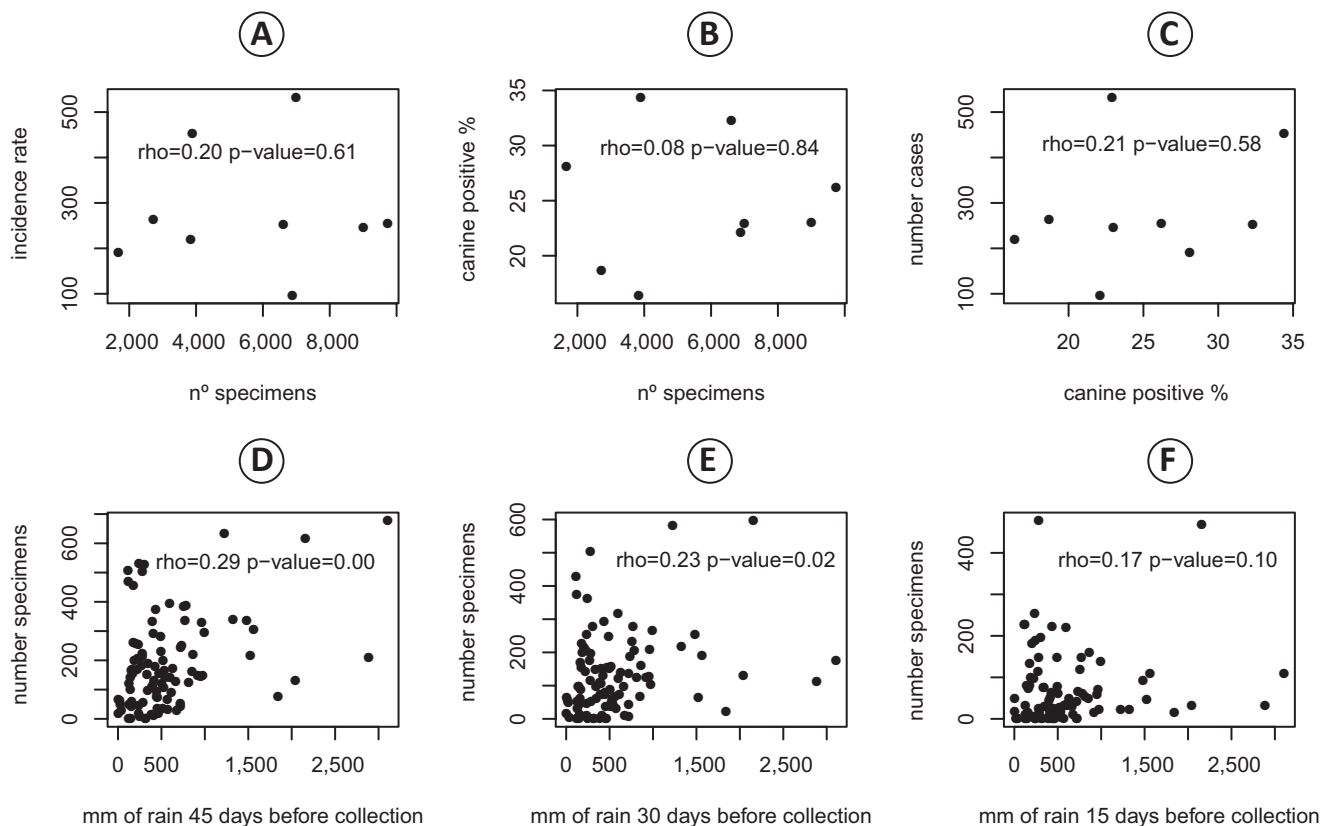 A
incidence rate
500
300
100
rho=0.20 p−value=0.61
2,000 4,000 6,000 8,000
nº specimens
B
canine positive %
35
30
25
20
rho=0.08 p−value=0.84
2,000 4,000 6,000 8,000
nº specimens
C
number cases
500
300
100
rho=0.21 p−value=0.58
20 25 30 35
canine positive %
D
number specimens
600
400
200
0
rho=0.29 p−value=0.00
0 500 1,500 2,500
mm of rain 45 days before collection
E
number specimens
600
400
200
0
rho=0.23 p−value=0.02
0 500 1,500 2,500
mm of rain 30 days before collection
F
number specimens
400
200
0
rho=0.17 p−value=0.10
0 500 1,500 2,500
mm of rain 15 days before collection